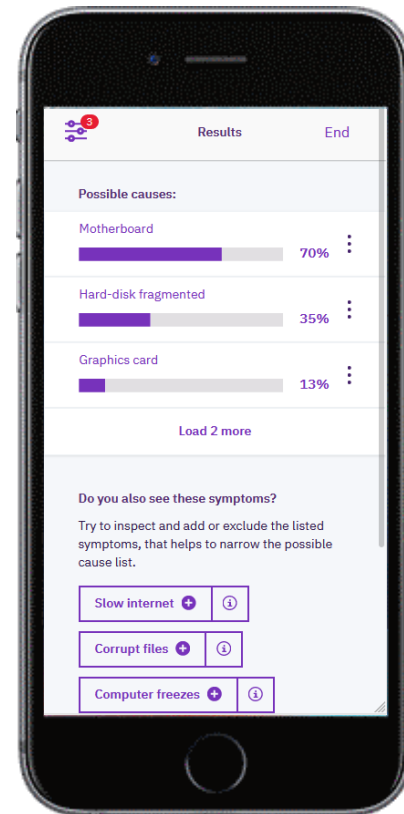 3
Results
End
Possible causes:
Motherboard
70%
Hard-disk fragmented
35%
Graphics card
13%
Load 2 more
Do you also see these symptoms?
Try to inspect and add or exclude the listed
symptoms, that helps to narrow the possible
cause list.
Slow internet
Corrupt files
Computer freezes